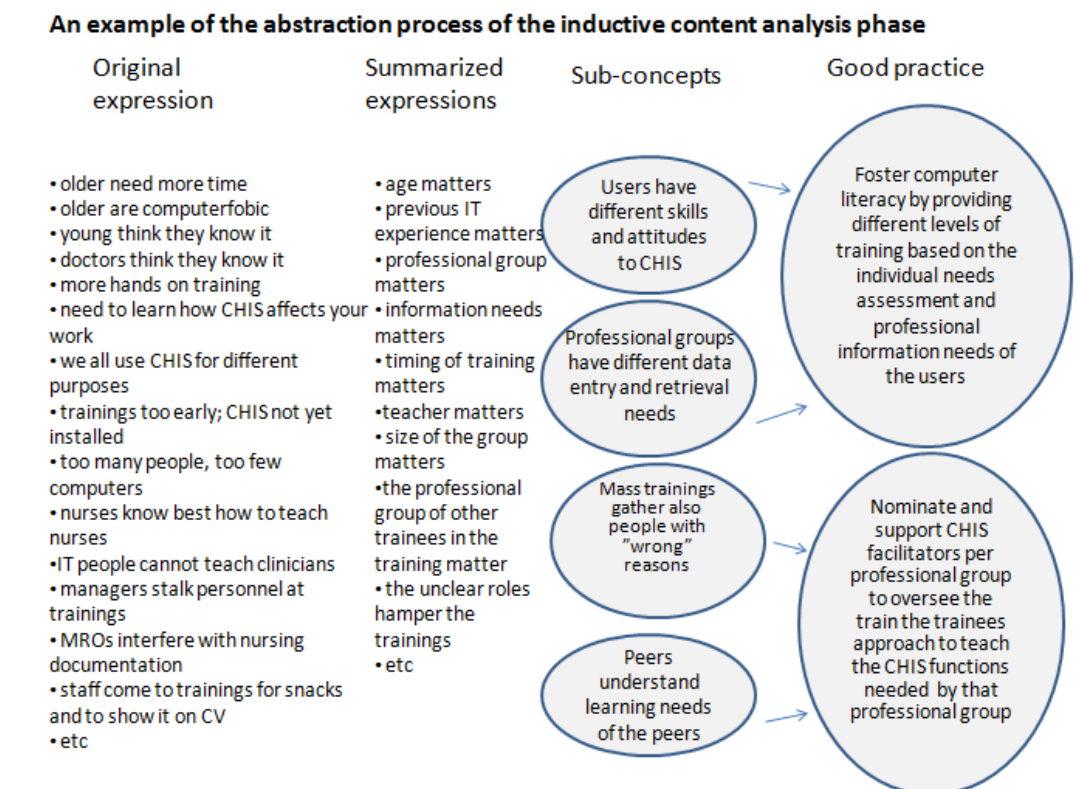 An example of the abstraction process of the inductive content analysis phase
Original
expression
• older need more time
• older are computerfobic
• young think they know it
• doctors think they know it
• more hands on training
• need to learn how CHIS affects your
work
• we all use CHIS for different
purposes
• trainings too early; CHIS not yet
installed
• too many people, too few
computers
• nurses know best how to teach
nurses
•IT people cannot teach clinicians
• managers stalk personnel at
trainings
• MROs interfere with nursing
documentation
• staff come to trainings for snacks
and to show it on CV
• etc
Summarized
expressions
• age matters
• previous IT
experience matters
• professional group
matters
• information needs
matters
• timing of training
matters
•teacher matters
• size of the group
matters
•the professional
group of other
trainees in the
training matter
• the unclear roles
hamper the
trainings
• etc
Sub-concepts
Users have
different skills
and attitudes
to CHIS
Professional groups
have different data
entry and retrieval
needs
Mass trainings
gather also
people with
"wrong"
reasons
Peers
understand
learning needs
of the peers
Good practice
Foster computer
literacy by providing
different levels of
training based on the
individual needs
assessment and
professional
information needs of
the users
Nominate and
support CHIS
facilitators per
professional group
to oversee the
train the trainees
approach to teach
the CHIS functions
needed by that
professional group